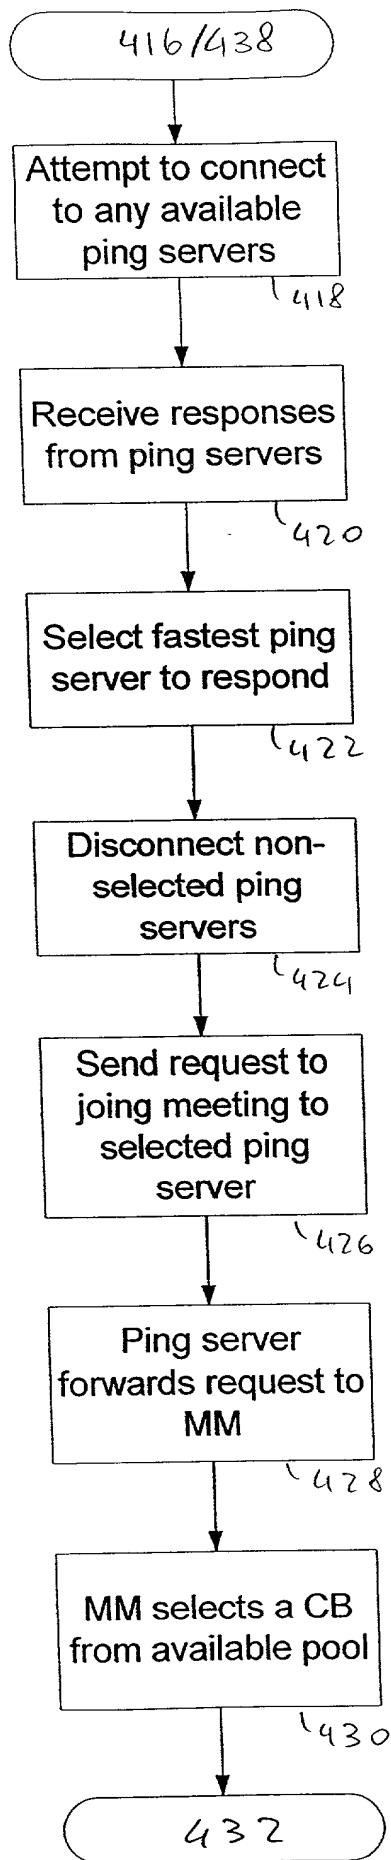 416/438
Attempt to connect
to any available
ping servers
418
Receive responses
from ping servers
420
Select fastest ping
server to respond
422
Disconnect non-
selected ping
servers
424
Send request to
joing meeting to
selected ping
server
426
Ping server
forwards request to
MM
428
MM selects a CB
from available pool
430
432